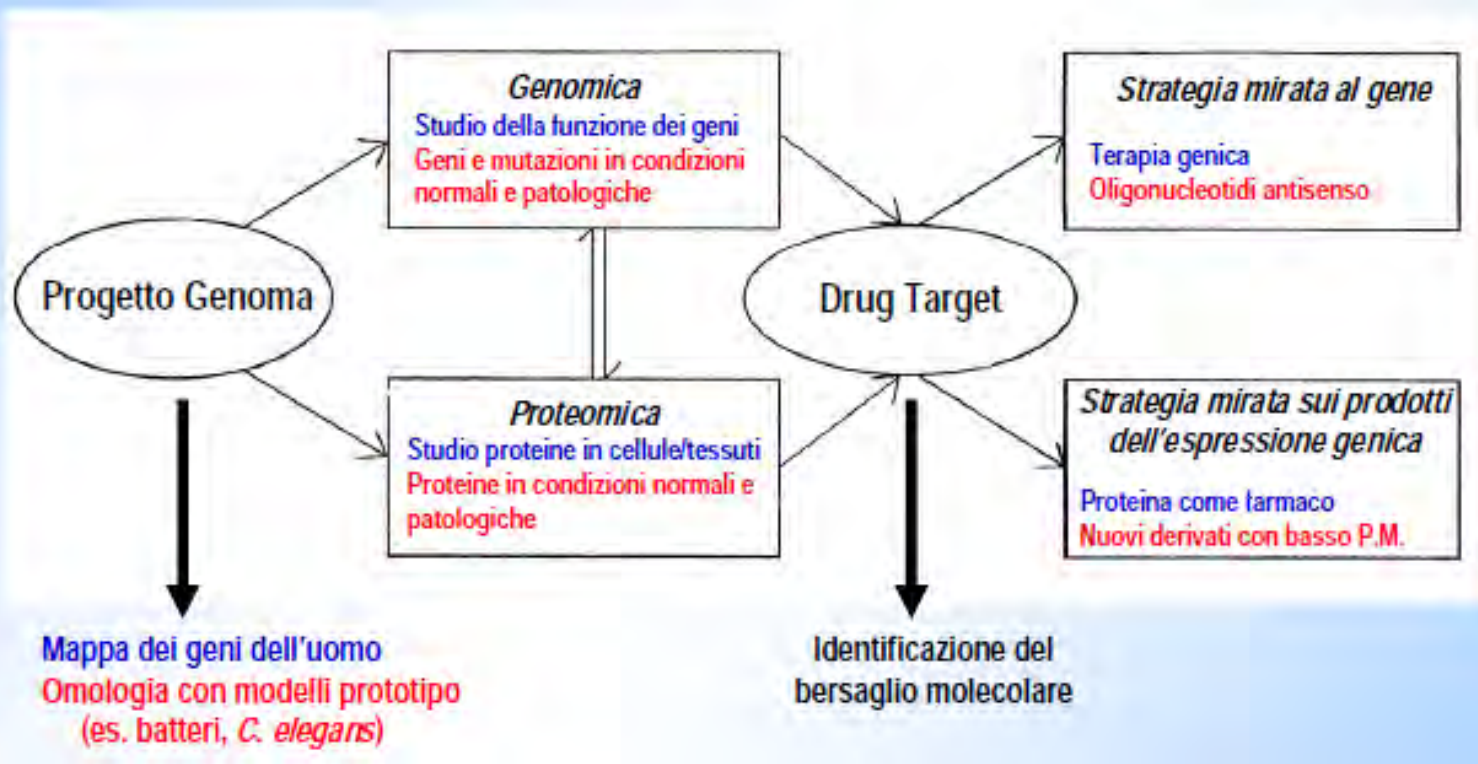 Genomica
Studio della funzione dei geni
Geni e mutazioni in condizioni
normali e patologiche
Strategia mirata al gene
Terapia genica
Oligonucleotidi antisenso
Progetto Genoma
Drug Target
Proteomica
Studio proteine in cellule/tessuti
Proteine in condizioni normali e
patologiche
Strategia mirata sui prodotti
dell'espressione genica
Proteina come farmaco
Nuovi derivati con basso P.M.
Mappa dei geni dell'uomo
Omologia con modelli prototipo
(es. batteri, C. elegans)
Identificazione del
bersaglio molecolare